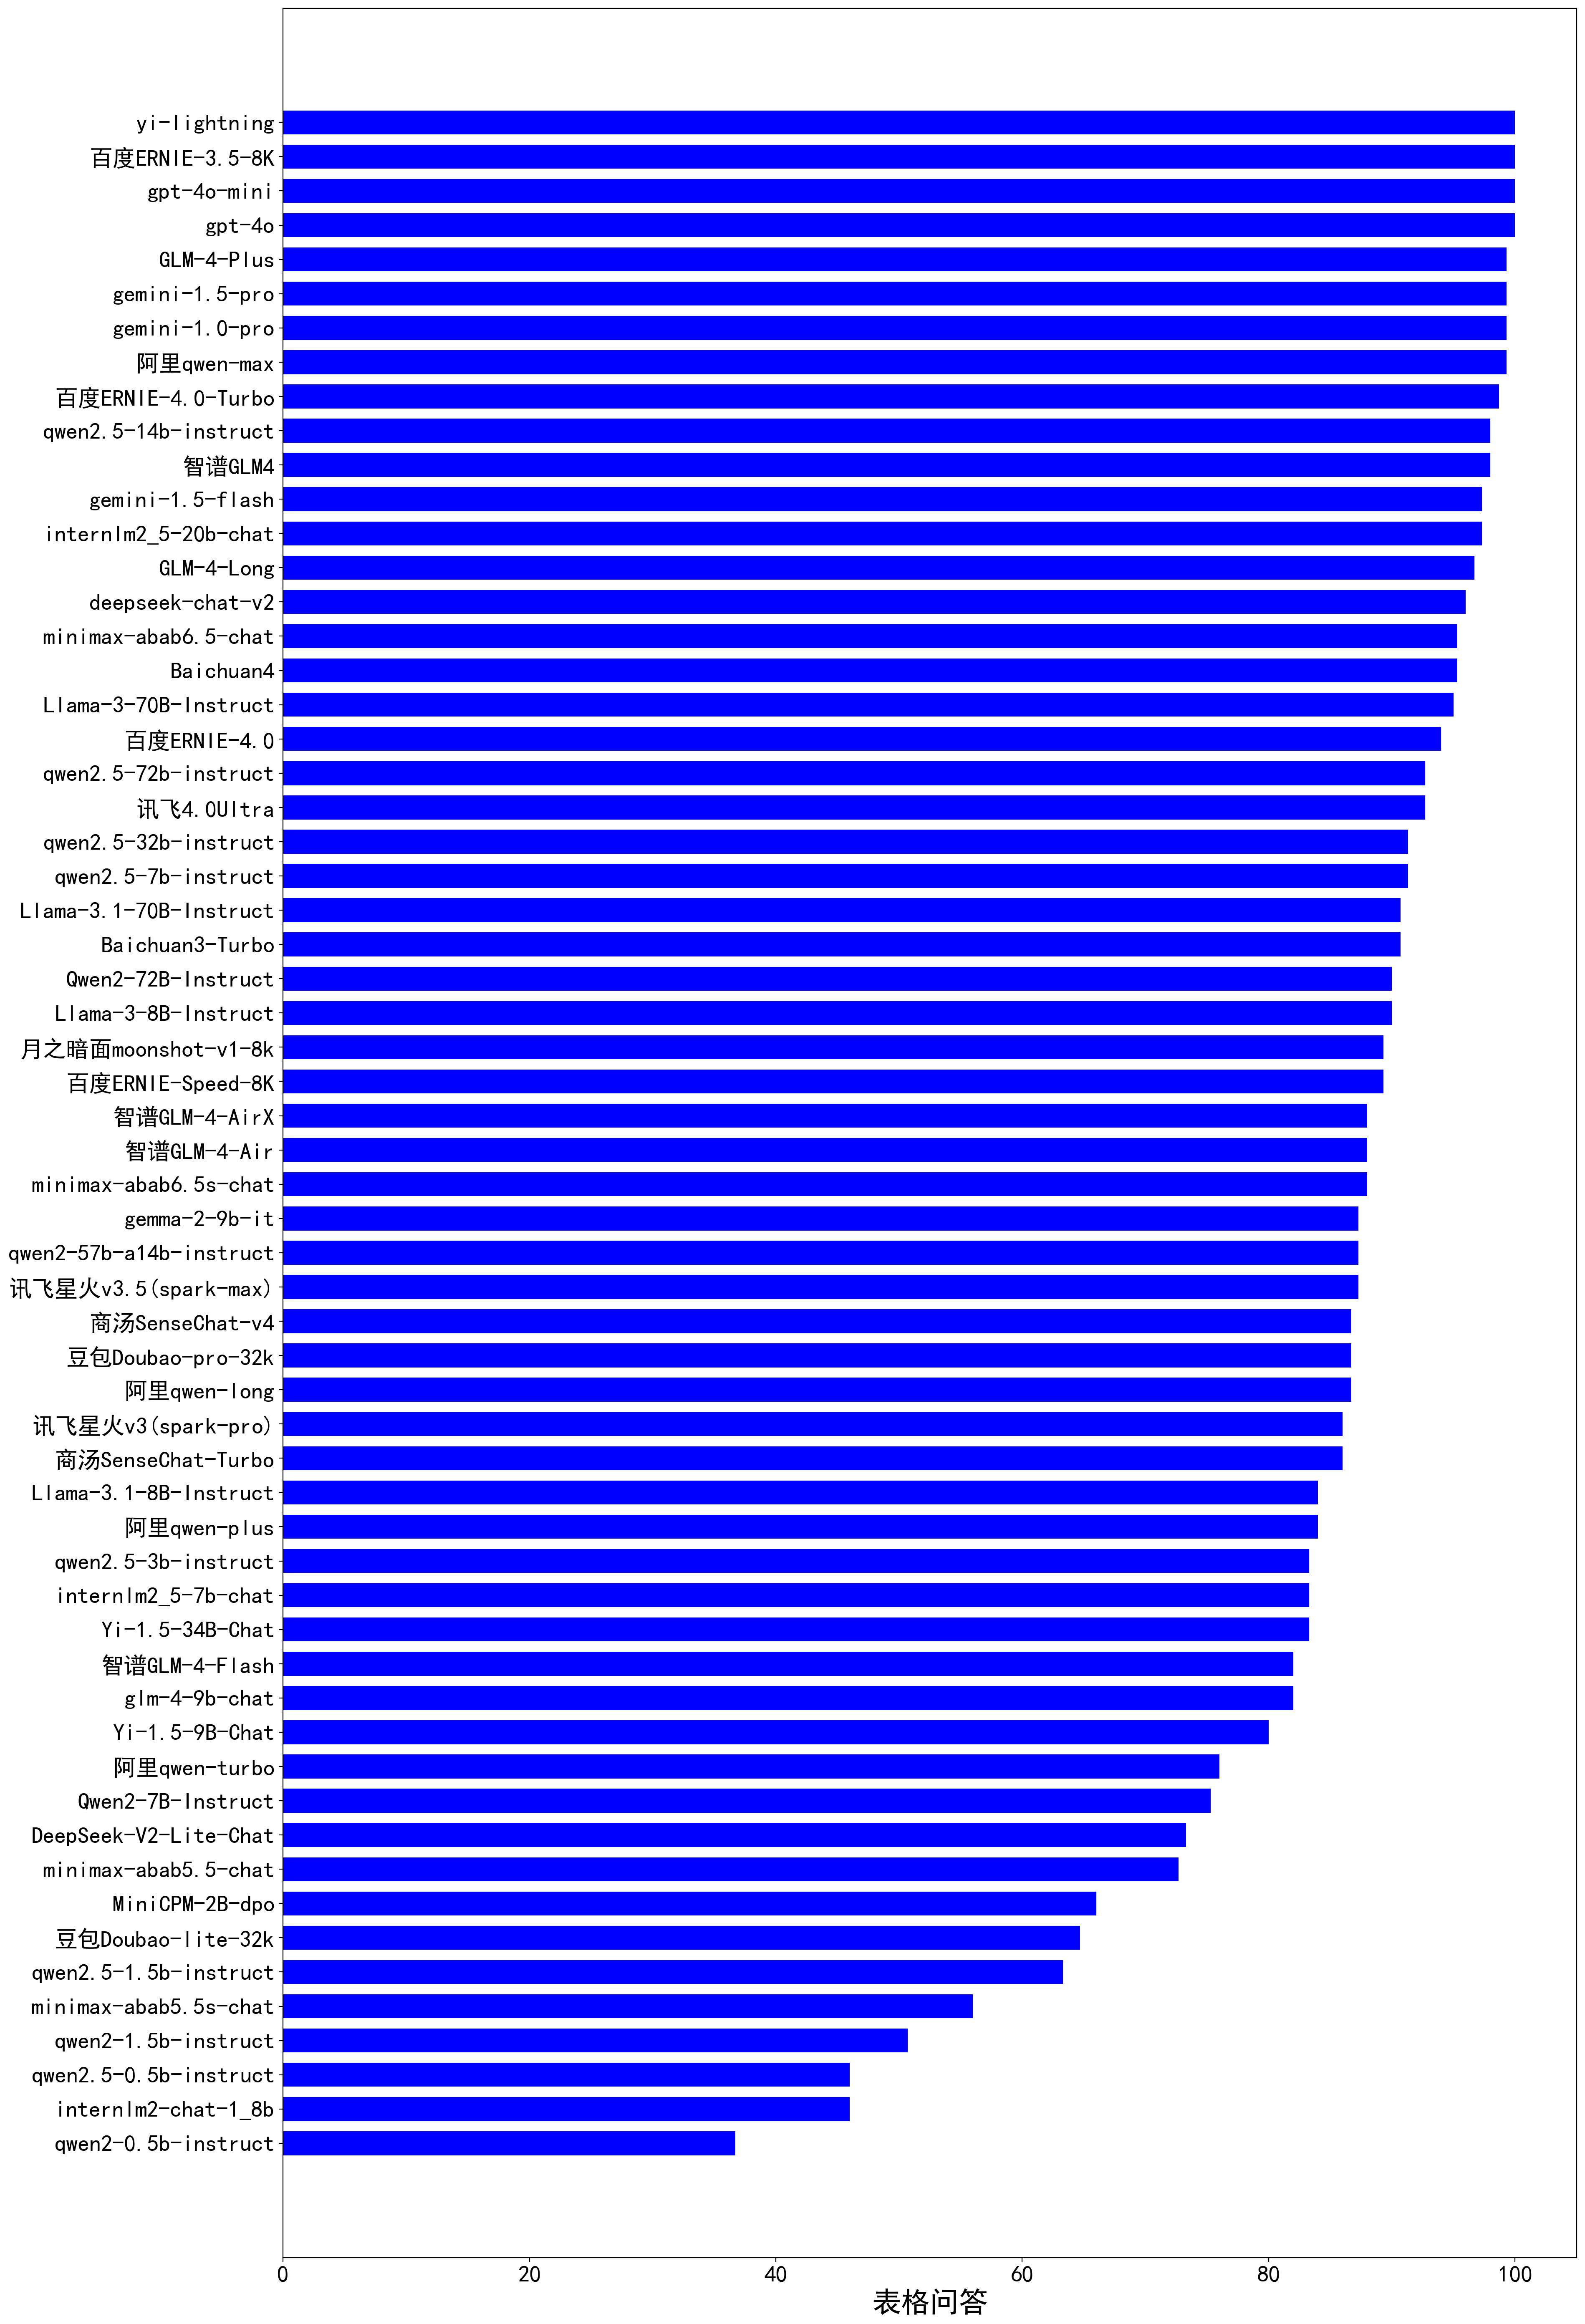 yi-lightning
百度ERNIE-3.5-8K
gpt-4o-mini
gpt-4o
GLM-4-Plus
gemini-1.5-pro
gemini-1.0-pro
阿里qwen-max
百度ERNIE-4.0-Turbo
qwen2.5-14b-instruct
智谱GLM4
gemini-1.5-flash
internlm2_5-20b-chat
GLM-4-Long
deepseek-chat-v2
minimax-abab6.5-chat
Baichuan4
Llama-3-70B-Instruct
百度ERNIE-4.0
qwen2.5-72b-instruct
讯飞4.0Ultra
qwen2.5-32b-instruct
qwen2.5-7b-instruct
Llama-3.1-70B-Instruct
Baichuan3-Turbo
Qwen2-72B-Instruct
Llama-3-8B-Instruct
月之暗面moonshot-v1-8k
百度ERNIE-Speed-8K
智谱GLM-4-AirX
智谱GLM-4-Air
minimax-abab6.5s-chat
gemma-2-9b-it
qwen2-57b-a14b-instruct
讯飞星火v3.5(spark-max)
商汤SenseChat-v4
豆包Doubao-pro-32k
阿里qwen-long
讯飞星火v3(spark-pro)
商汤SenseChat-Turbo
Llama-3.1-8B-Instruct
阿里qwen-plus
qwen2.5-3b-instruct
internlm2_5-7b-chat
Yi-1.5-34B-Chat
智谱GLM-4-Flash
glm-4-9b-chat
Yi-1.5-9B-Chat
阿里qwen-turbo
Qwen2-7B-Instruct
DeepSeek-V2-Lite-Chat
minimax-abab5.5-chat
MiniCPM-2B-dpo
豆包Doubao-lite-32k
qwen2.5-1.5b-instruct
minimax-abab5.5s-chat
qwen2-1.5b-instruct
qwen2.5-0.5b-instruct
internlm2-chat-1_8b
qwen2-0.5b-instruct
0 20 40 60 80 100
表格问答